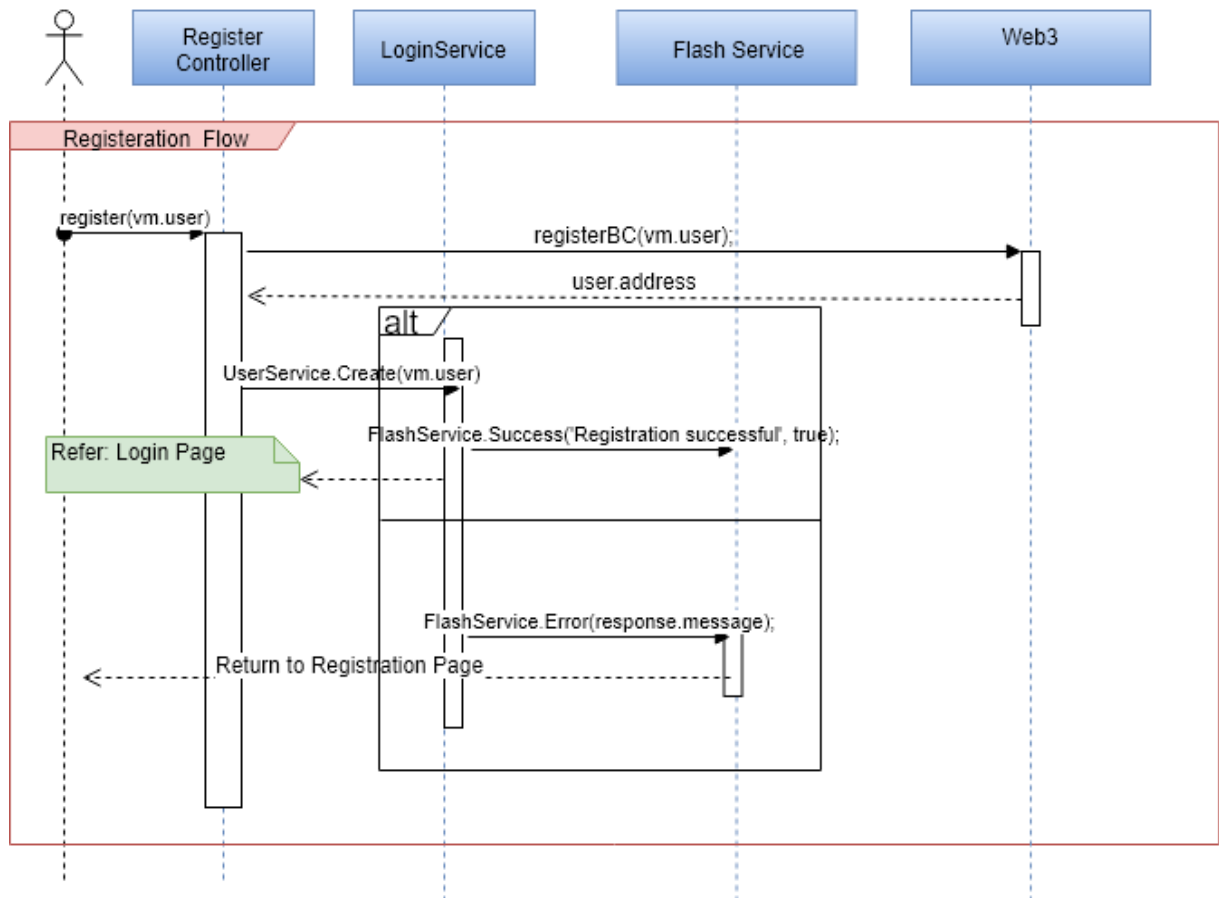 Register
Controller
LoginService
Flash Service
Web3
Registeration Flow
register(vm.user)
registerBC(vm.user);
user.address
alt
UserService.Create(vm.user)
FlashService.Success('Registration successful', true);
Refer: Login Page
FlashService.Error(response.message);
Return to Registration Page